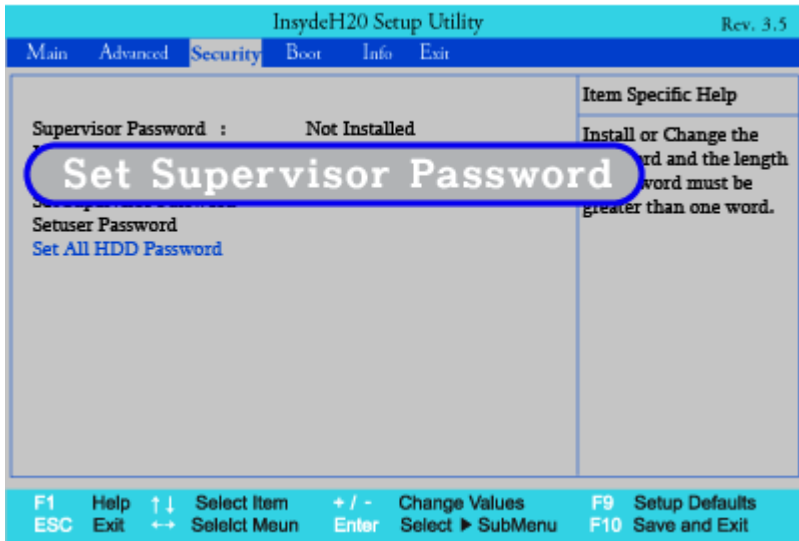 InsydeH20 Setup Utility Rev. 3.5
Main Advanced Security Boot Info Exit
Item Specific Help
Supervisor Password : Not Installed
Install or Change the
and the length
Set Supervisor Password
word must be
greater than one word.
Setuser Password
Set All HDD Password
F1 Help ↑↓ Select Item + / - Change Values F9 Setup Defaults
ESC Exit ↔ Selelct Meun Enter Select ▶ SubMenu F10 Save and Exit